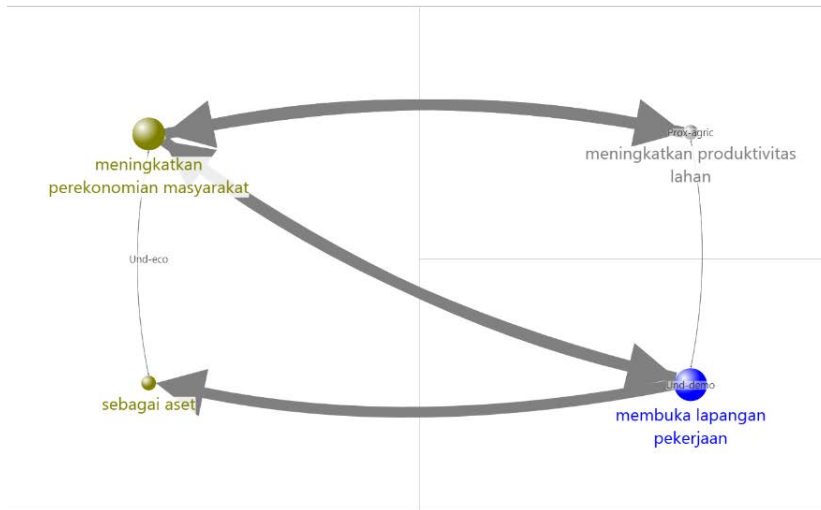 Prox-agric
meningkatkan
perekonomian masyarakat
meningkatkan produktivitas
lahan
Und-eco
sebagai aset
Und-demo
membuka lapangan
pekerjaan